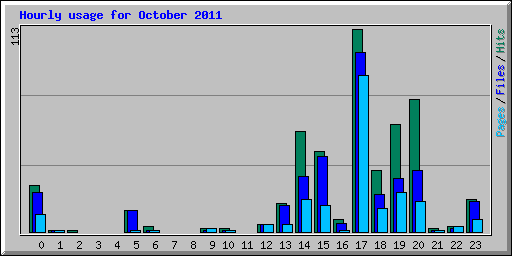 Hourly usage for October 2011
113
Pages/Files/Hits
0 1 2 3 4 5 6 7 8 9 10 11 12 13 14 15 16 17 18 19 20 21 22 23